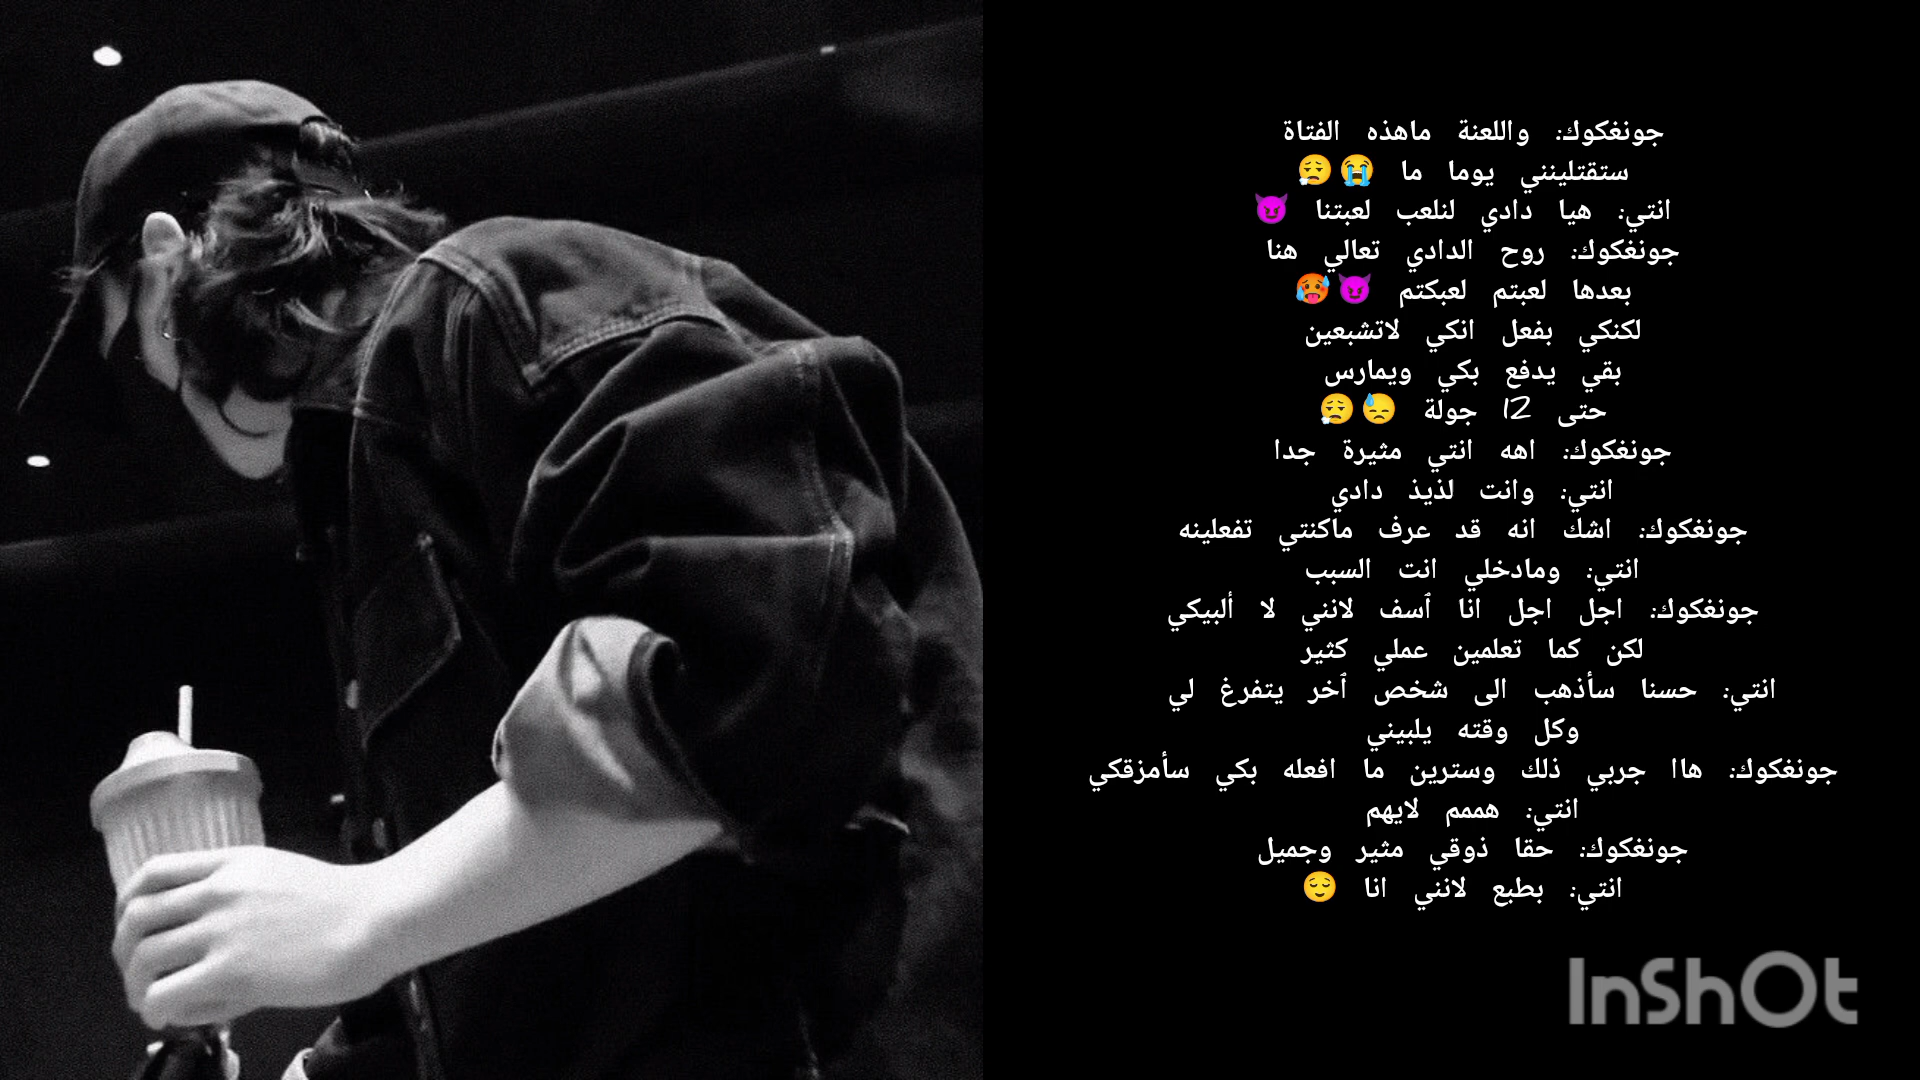 جونغكوك: واللعنة ماهذه الفتاة
ستقتلينني يوما ما 😭😮‍💨
انتي: هيا دادي لنلعب لعبتنا 😈
جونغكوك: روح الدادي تعالي هنا
بعدها لعبتم لعبكتم 😈🥵
لكنكي بفعل انكي لاتشبعين
بقي يدفع بكي ويمارس
حتى 12 جولة 😓😮‍💨
جونغكوك: اهه انتي مثيرة جدا
انتي: وانت لذيذ دادي
جونغكوك: اشك انه قد عرف ماكنتي تفعلينه
انتي: ومادخلي انت السبب
جونغكوك: اجل اجل انا آسف لانني لا ألبيكي
لكن كما تعلمين عملي كثير
انتي: حسنا سأذهب الى شخص آخر يتفرغ لي
وكل وقته يلبيني
جونغكوك: هاا جربي ذلك وسترين ما افعله بكي سأمزقكي
انتي: هممم لايهم
جونغكوك: حقا ذوقي مثير وجميل
انتي: بطبع لانني انا 😌
InShOt